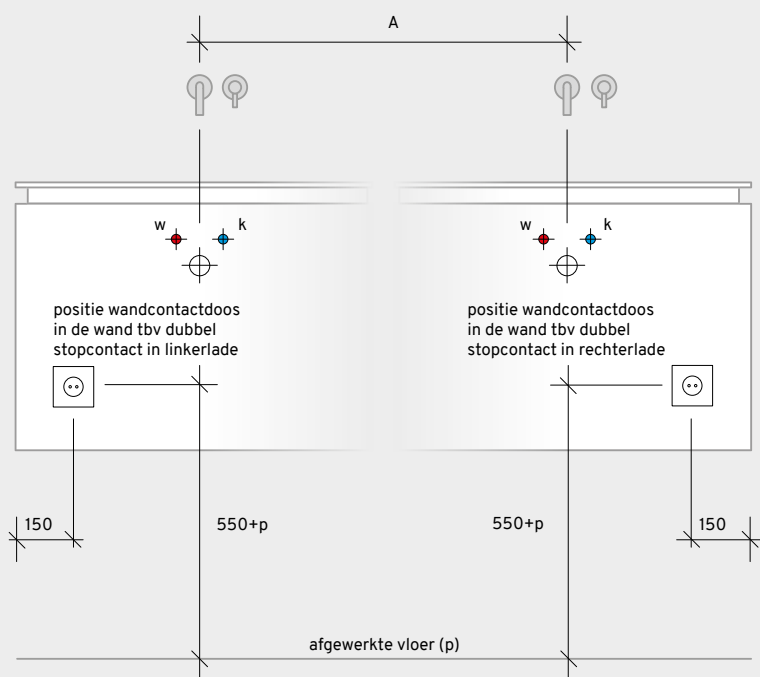 A
w k
w k
positie wandcontactdoos
in de wand tbv dubbel
stopcontact in linkerlade
positie wandcontactdoos
in de wand tbv dubbel
stopcontact in rechterlade
150
550+p
550+p
150
afgewerkte vloer (p)